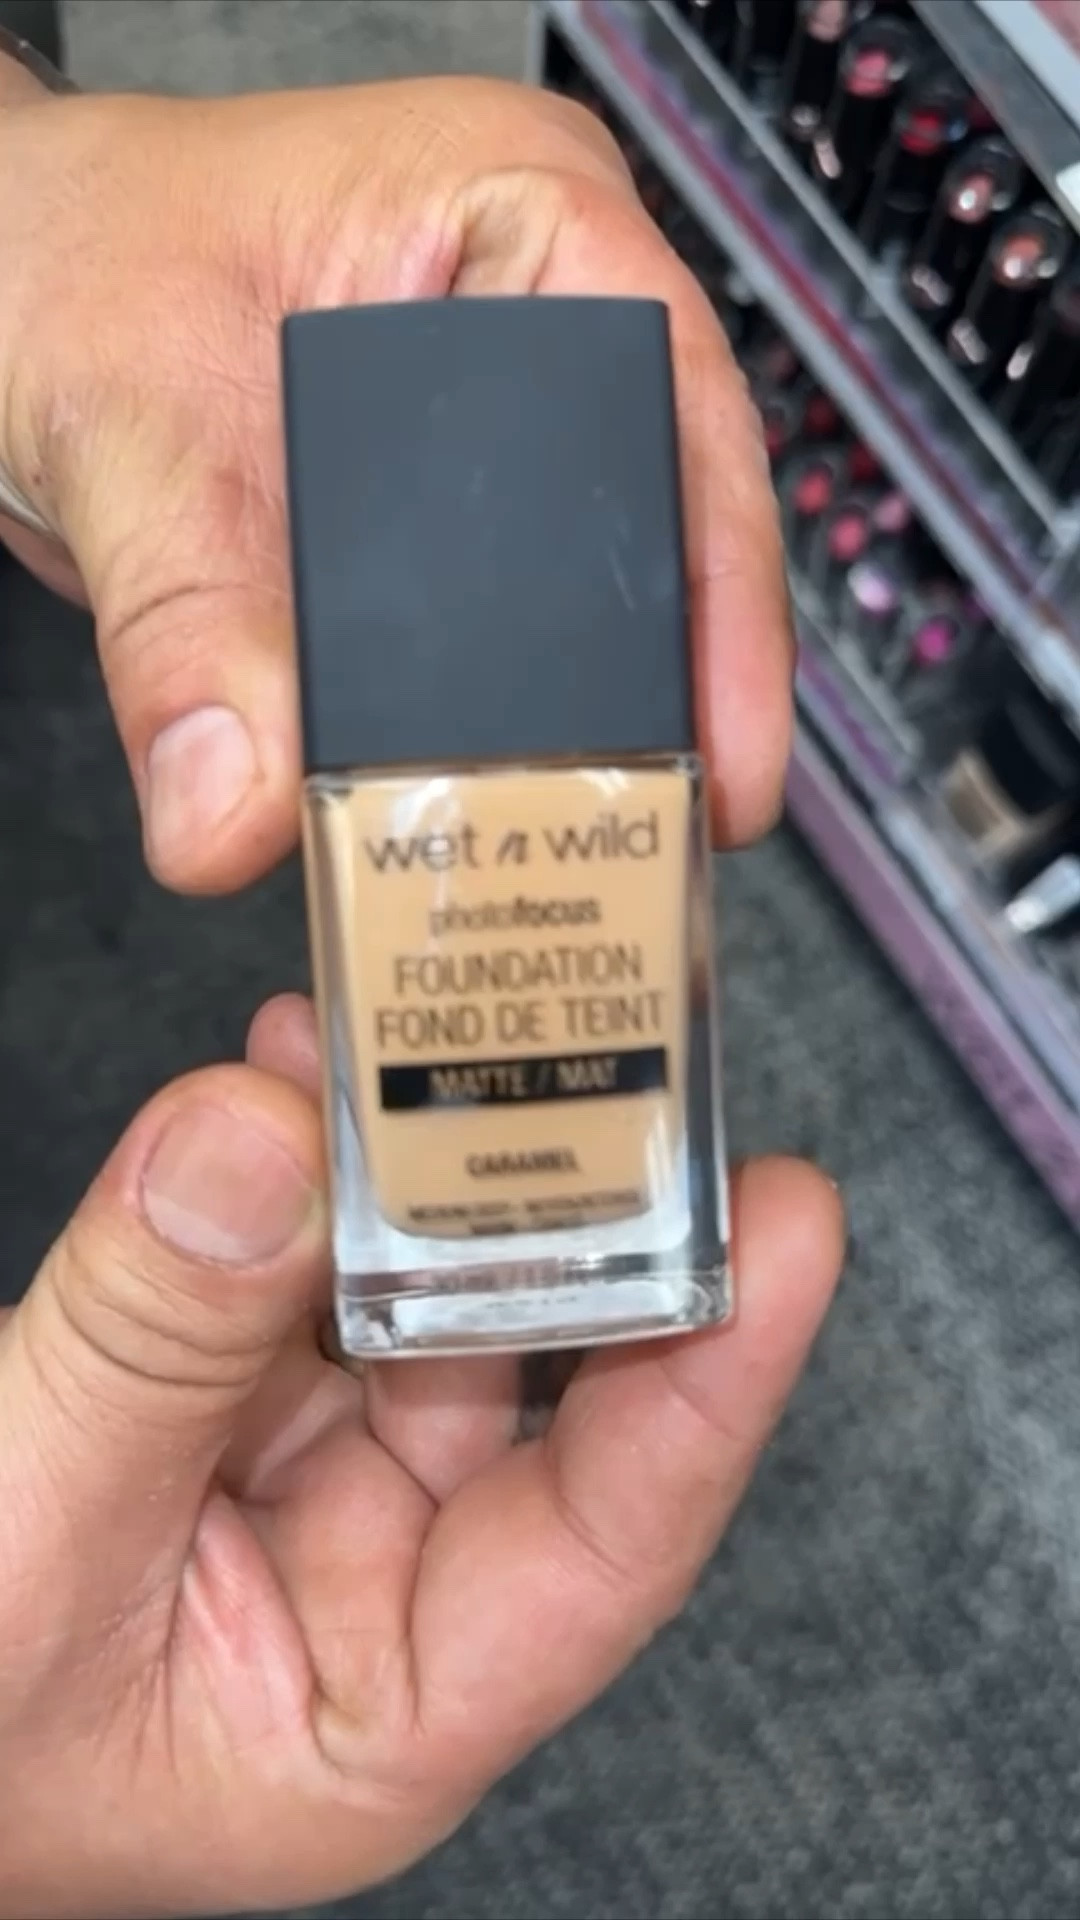 wet n wild
photofocus
FOUNDATION
FOND DE TEINT
MATTE / MAT
CARAMEL